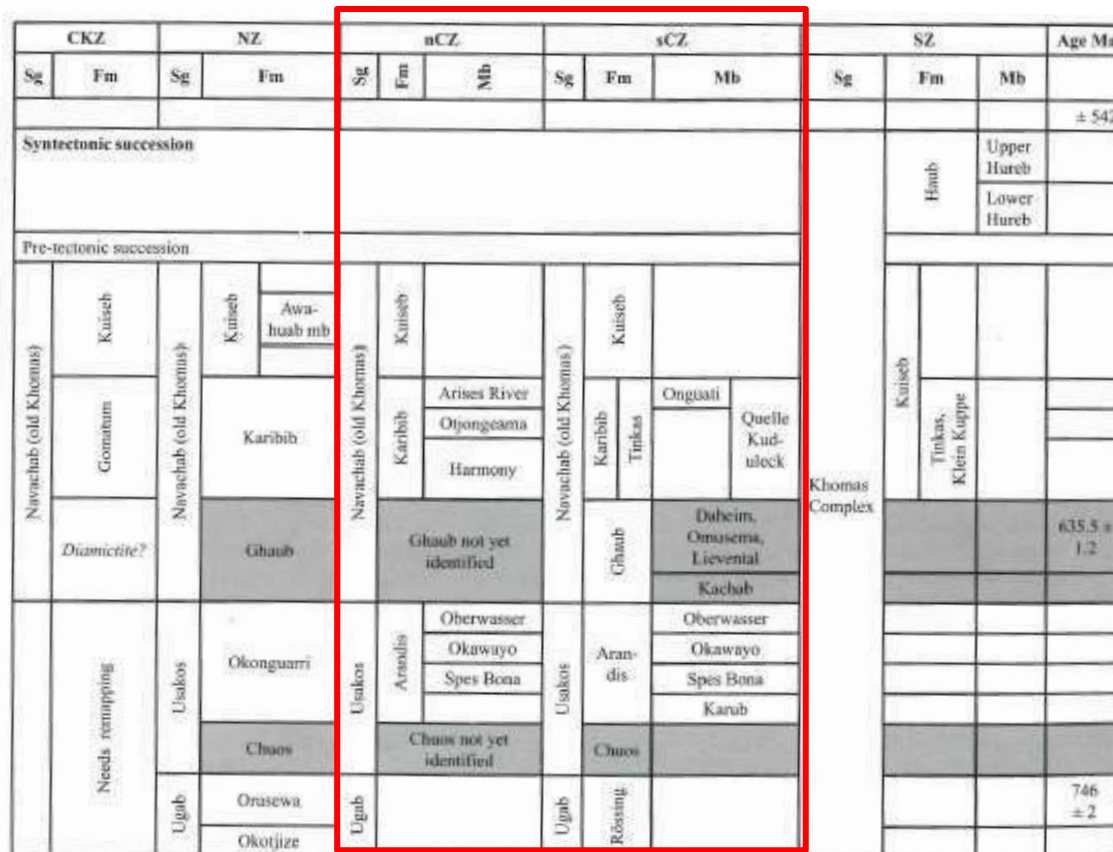 CKZ NZ nCZ sCZ SZ Age Ma
Sg Fm Sg Fm Sg Fm Mb Sg Fm Mb Sg Fm Mb
± 542
Syntectonic succession
Haub
Upper
Hureb
Lower
Hureb
Pre-tectonic succession
Navachab (old Khomas)
Kuiseb
Gomatum
Diamictite?
Needs remapping
Navachab (old Khomas)
Kuiseb
Awa-
huab mb
Karibib
Ghaub
Usakos
Okonguarri
Chuos
Ugab
Orusewa
Okotjize
Navachab (old Khomas)
Kuiseb
Karibib
Arises River
Otjongeama
Harmony
Ghaub not yet
identified
Usakos
Arandis
Oberwasser
Okawayo
Spes Bona
Chuos not yet
identified
Ugab
Navachab (old Khomas)
Kuiseb
Karibib
Tinkas
Onguati
Quelle
Kud-
uleck
Ghaub
Daheim,
Omusema,
Lievental
Kachab
Usakos
Aran-
dis
Oberwasser
Okawayo
Spes Bona
Karub
Chuos
Ugab
Rössing
Khomas
Complex
Kuiseb
Tinkas,
Klein Kuppe
635.5 ±
1.2
746
± 2